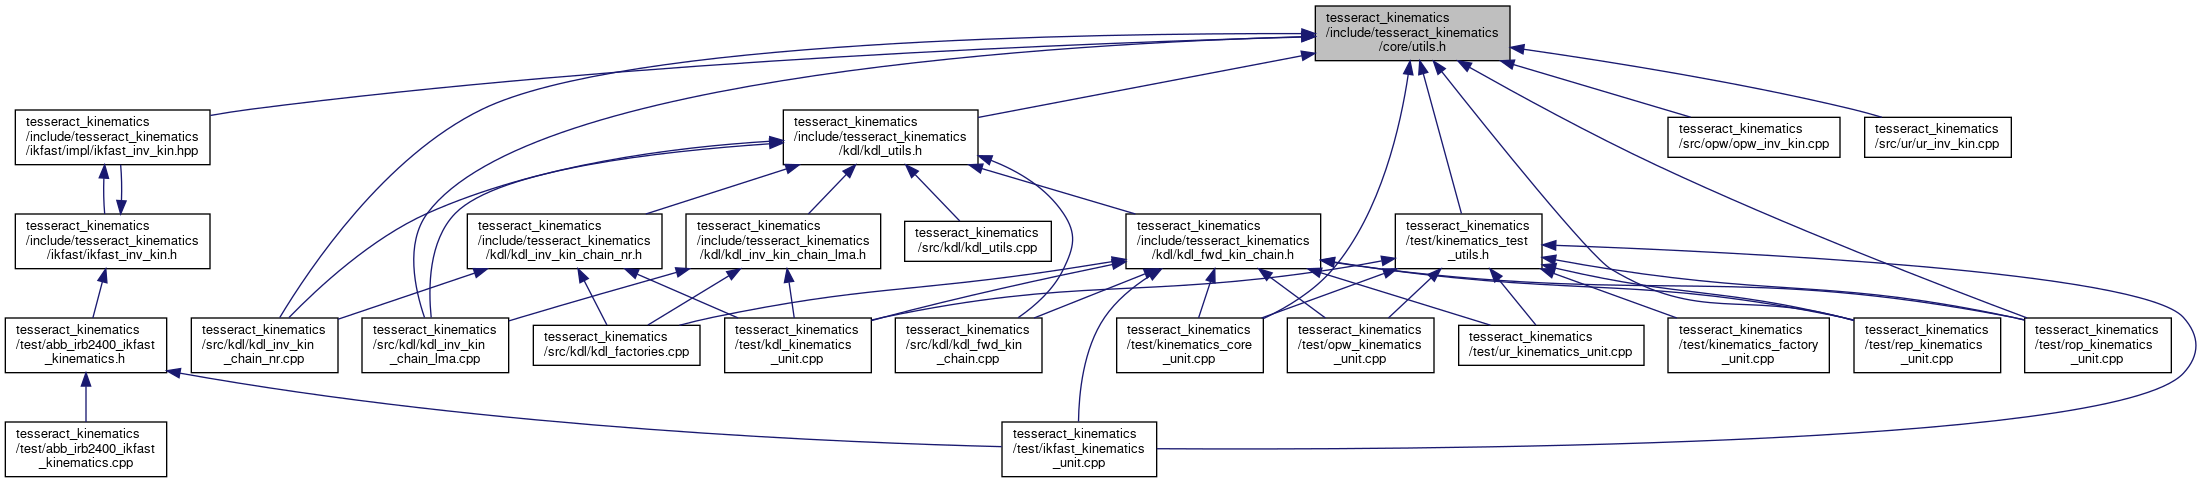 tesseract_kinematics
/include/tesseract_kinematics
/core/utils.h
tesseract_kinematics
/include/tesseract_kinematics
/ikfast/impl/ikfast_inv_kin.hpp
tesseract_kinematics
/include/tesseract_kinematics
/kdl/kdl_utils.h
tesseract_kinematics
/src/opw/opw_inv_kin.cpp
tesseract_kinematics
/src/ur/ur_inv_kin.cpp
tesseract_kinematics
/include/tesseract_kinematics
/ikfast/ikfast_inv_kin.h
tesseract_kinematics
/include/tesseract_kinematics
/kdl/kdl_inv_kin_chain_nr.h
tesseract_kinematics
/include/tesseract_kinematics
/kdl/kdl_inv_kin_chain_lma.h
tesseract_kinematics
/src/kdl/kdl_utils.cpp
tesseract_kinematics
/include/tesseract_kinematics
/kdl/kdl_fwd_kin_chain.h
tesseract_kinematics
/test/kinematics_test
_utils.h
tesseract_kinematics
/test/abb_irb2400_ikfast
_kinematics.h
tesseract_kinematics
/src/kdl/kdl_inv_kin
_chain_nr.cpp
tesseract_kinematics
/src/kdl/kdl_inv_kin
_chain_lma.cpp
tesseract_kinematics
/src/kdl/kdl_factories.cpp
tesseract_kinematics
/test/kdl_kinematics
_unit.cpp
tesseract_kinematics
/src/kdl/kdl_fwd_kin
_chain.cpp
tesseract_kinematics
/test/kinematics_core
_unit.cpp
tesseract_kinematics
/test/opw_kinematics
_unit.cpp
tesseract_kinematics
/test/ur_kinematics_unit.cpp
tesseract_kinematics
/test/kinematics_factory
_unit.cpp
tesseract_kinematics
/test/rep_kinematics
_unit.cpp
tesseract_kinematics
/test/rop_kinematics
_unit.cpp
tesseract_kinematics
/test/abb_irb2400_ikfast
_kinematics.cpp
tesseract_kinematics
/test/ikfast_kinematics
_unit.cpp